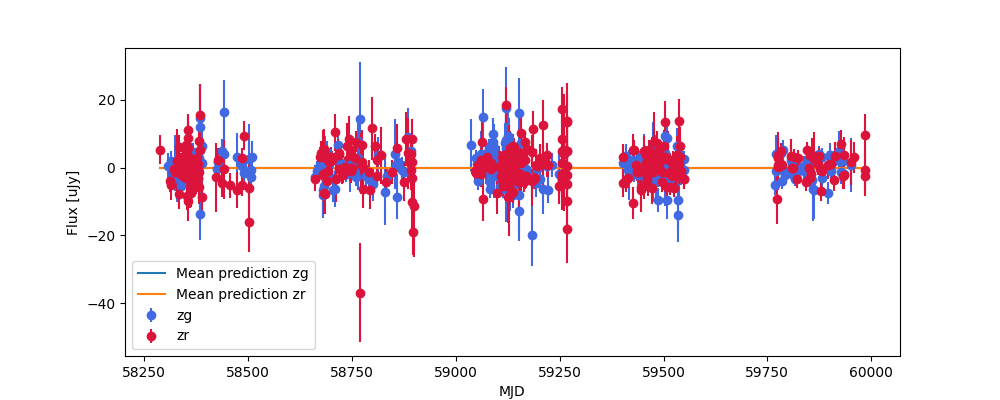 20
0
−20
−40
Flux [uJy]
Mean prediction zg
Mean prediction zr
zg
zr
58250 58500 58750 59000 59250 59500 59750 60000
MJD